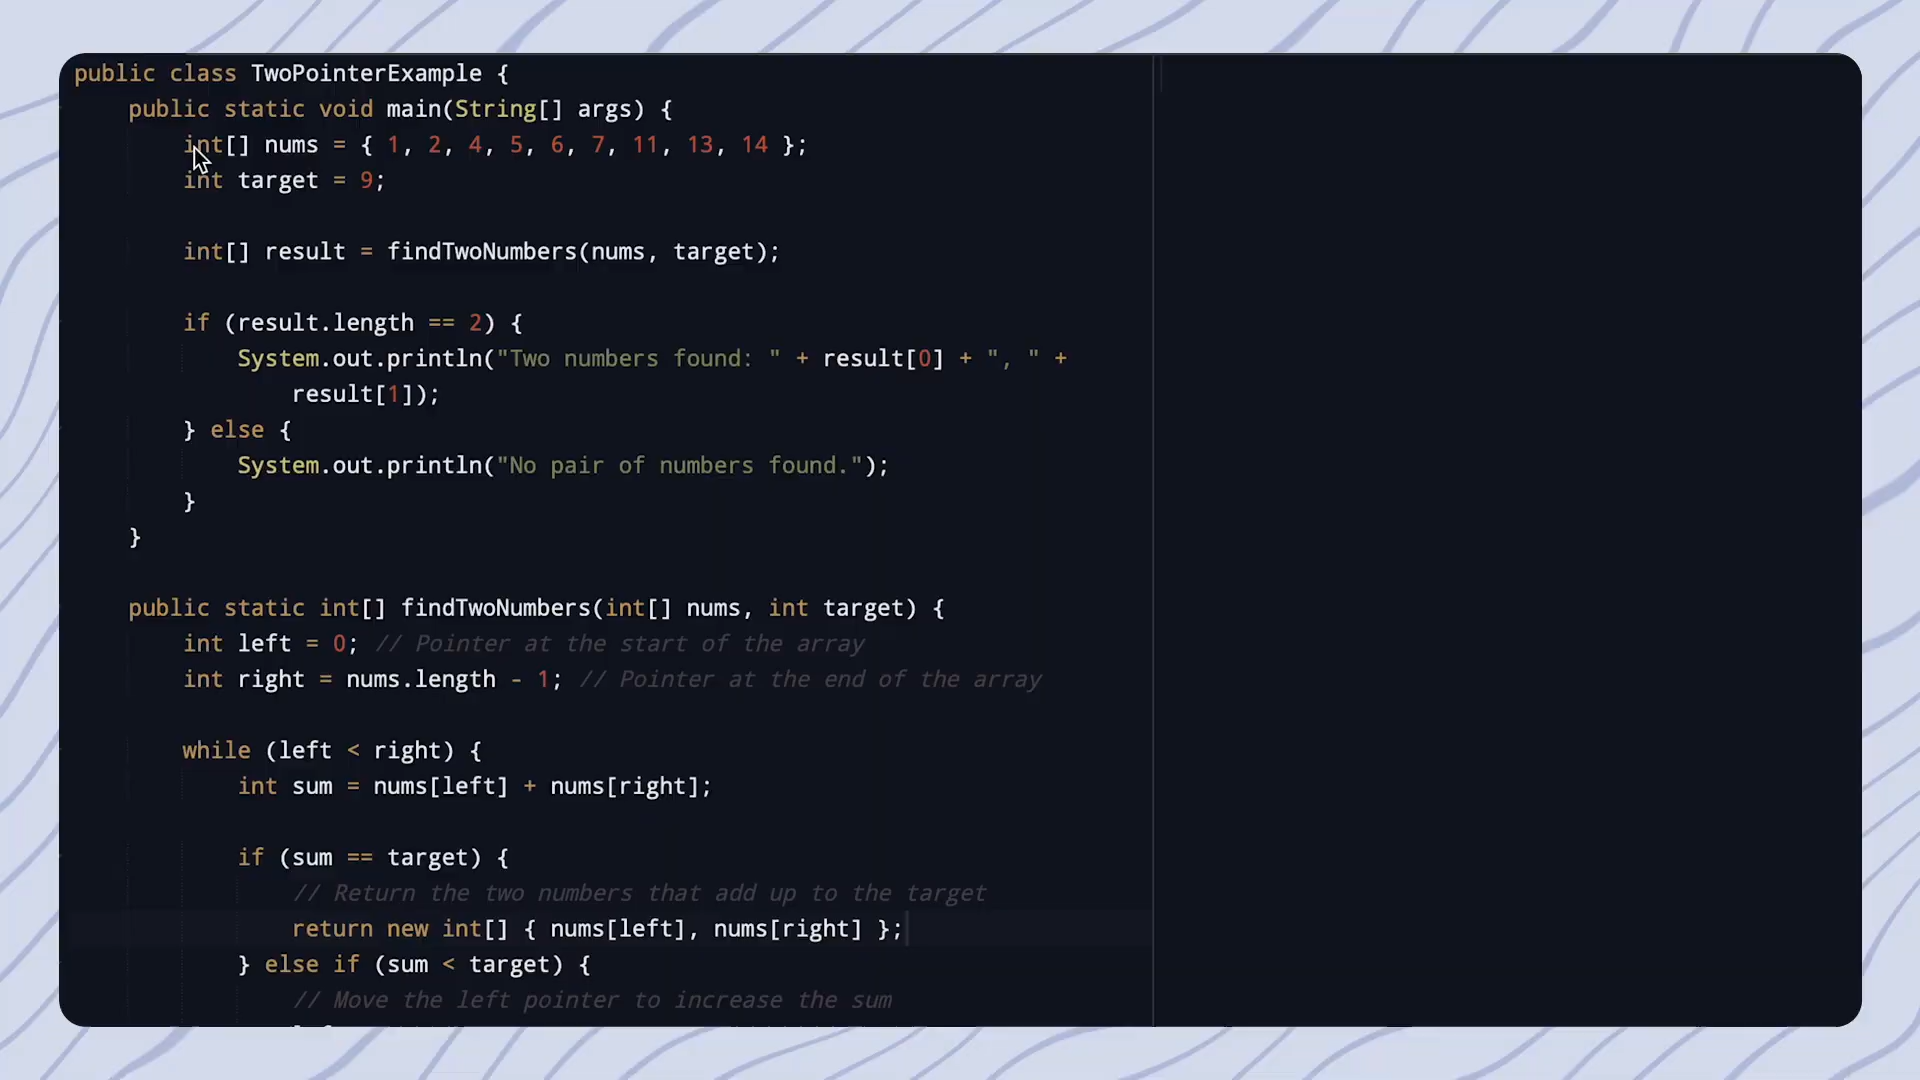 public class TwoPointerExample {
public static void main(String[] args) {
int[] nums = { 1, 2, 4, 5, 6, 7, 11, 13, 14 };
int target = 9;
int[] result = findTwoNumbers(nums, target);
if (result.length == 2) {
System.out.println("Two numbers found: " + result[0] + ", " +
result[1]);
} else {
System.out.println("No pair of numbers found.");
}
}
public static int[] findTwoNumbers(int[] nums, int target) {
int left = 0; // Pointer at the start of the array
int right = nums.length - 1; // Pointer at the end of the array
while (left < right) {
int sum = nums[left] + nums[right];
if (sum == target) {
// Return the two numbers that add up to the target
return new int[] { nums[left], nums[right] };
} else if (sum < target) {
// Move the left pointer to increase the sum